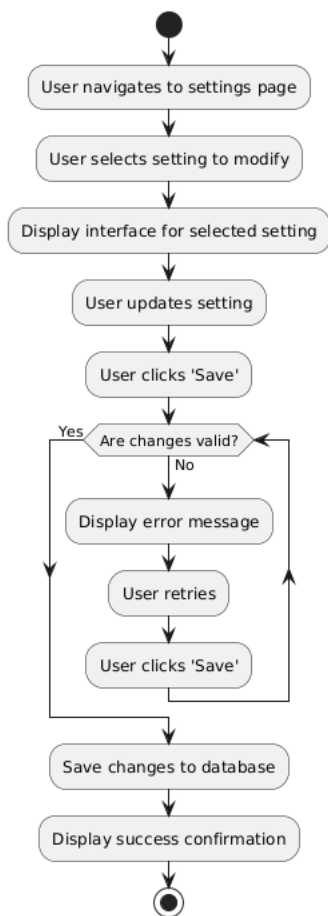 User navigates to settings page
User selects setting to modify
Display interface for selected setting
User updates setting
User clicks 'Save'
Yes
Are changes valid?
No
Display error message
User retries
User clicks 'Save'
Save changes to database
Display success confirmation